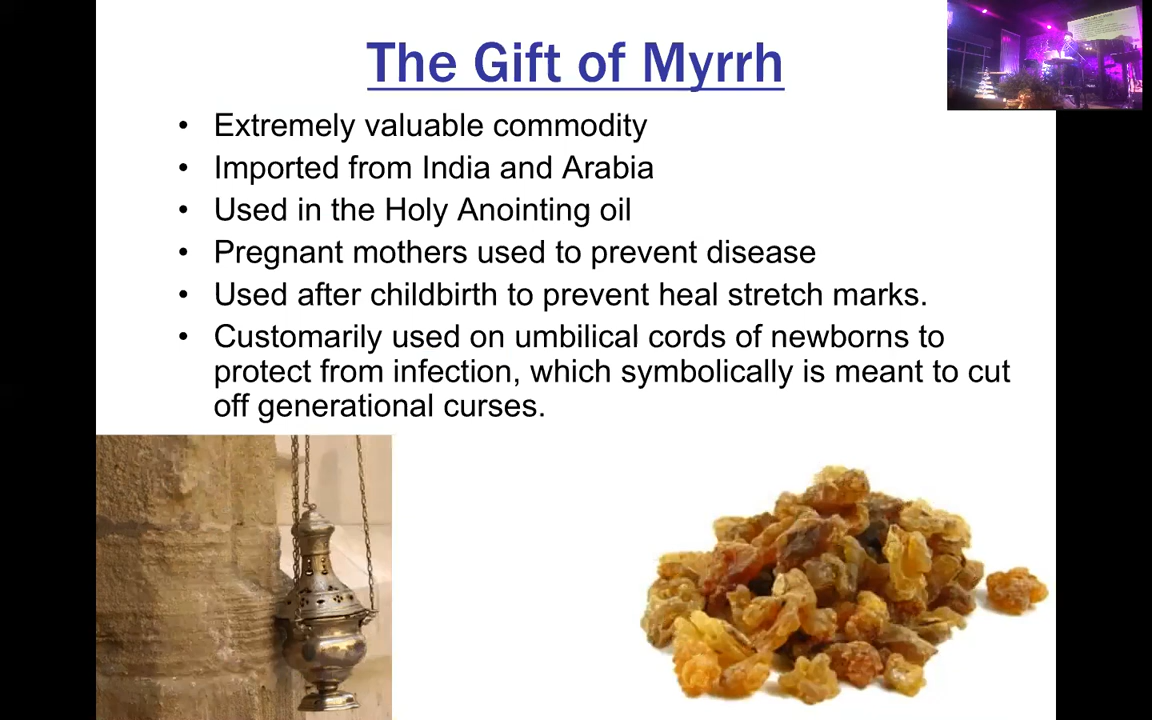 The Gift of Myrrh
• Extremely valuable commodity
• Imported from India and Arabia
• Used in the Holy Anointing oil
• Pregnant mothers used to prevent disease
• Used after childbirth to prevent heal stretch marks.
• Customarily used on umbilical cords of newborns to
protect from infection, which symbolically is meant to cut
off generational curses.